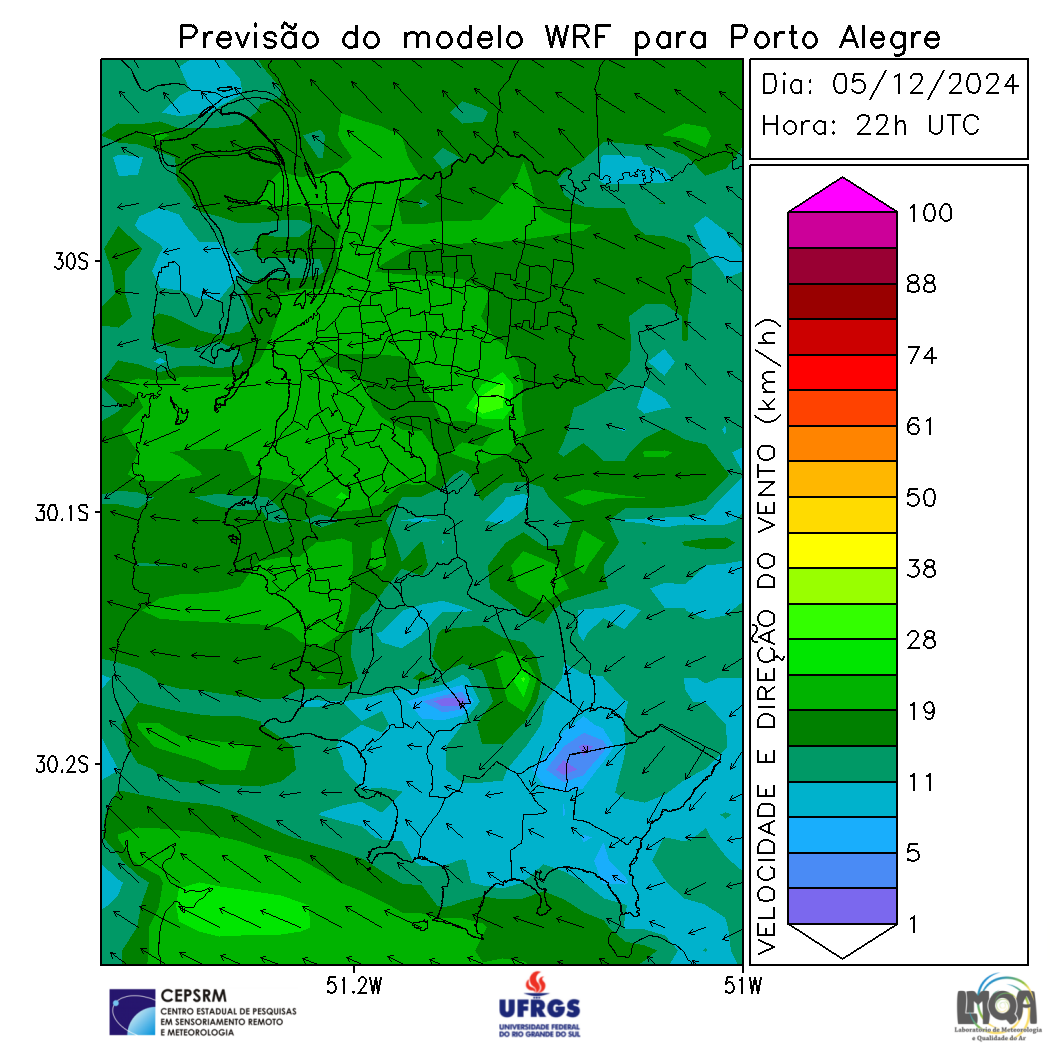 Previsão do modelo WRF para Porto Alegre
Dia: 05/12/2024
Hora: 22h UTC
30S
30.1S
30.2S
51.2W
51W
VELOCIDADE E DIREÇÃO DO VENTO (km/h)
100
88
74
61
50
38
28
19
11
5
1
CEPSRM
CENTRO ESTADUAL DE PESQUISAS
EM SENSORIAMENTO REMOTO
E METEOROLOGIA
UFRGS
UNIVERSIDADE FEDERAL
DO RIO GRANDE DO SUL
LMQA
Laboratório de Meteorologia
e Qualidade do Ar